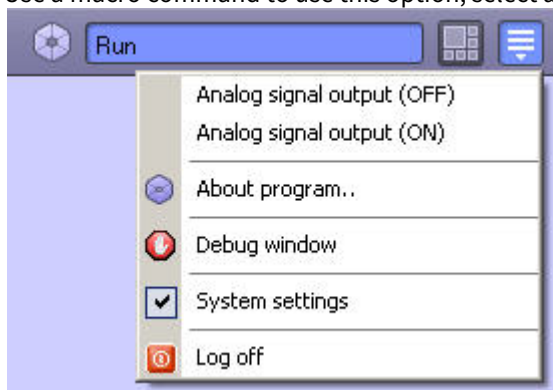 use a macro command to use this option, select a
Run
Analog signal output (OFF)
Analog signal output (ON)
About program..
Debug window
System settings
Log off